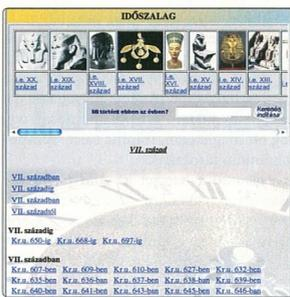 IDŐSZALAG
i.e. XX. század
i.e. XIX. század
i.e. XVIII. század
i.e. XVII. század
i.e. XVI. század
i.e. XV. század
i.e. XIV. század
i.e. XIII. század
Mi történt ebben az évben?
Keresés indítása
VII. század
VII. században
VII. századig
VII. században
VII. századtól
VII. századig
Kr.u. 650-ig Kr.u. 668-ig Kr.u. 697-ig
VII. században
Kr.u. 607-ben Kr.u. 609-ben Kr.u. 610-ben Kr.u. 627-ben Kr.u. 632-ben
Kr.u. 635-ben Kr.u. 636-ban Kr.u. 637-ben Kr.u. 638-ban Kr.u. 639-ben
Kr.u. 640-ban Kr.u. 641-ben Kr.u. 643-ban Kr.u. 645-ben Kr.u. 646-ban